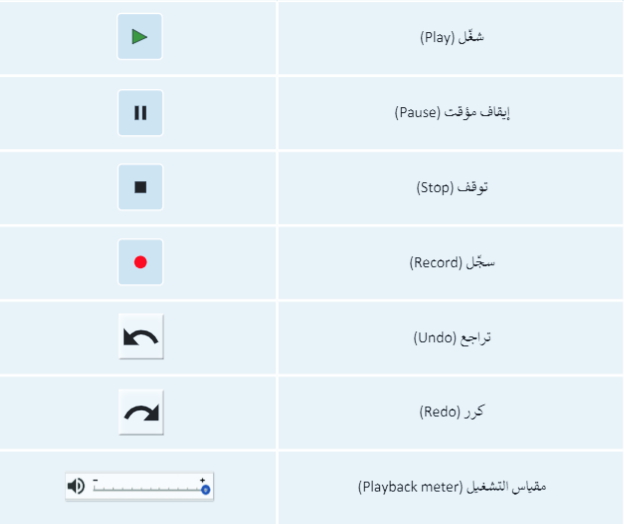 شغّل (Play)
إيقاف مؤقت (Pause)
توقف (Stop)
سجّل (Record)
تراجع (Undo)
كرر (Redo)
مقياس التشغيل (Playback meter)
- +